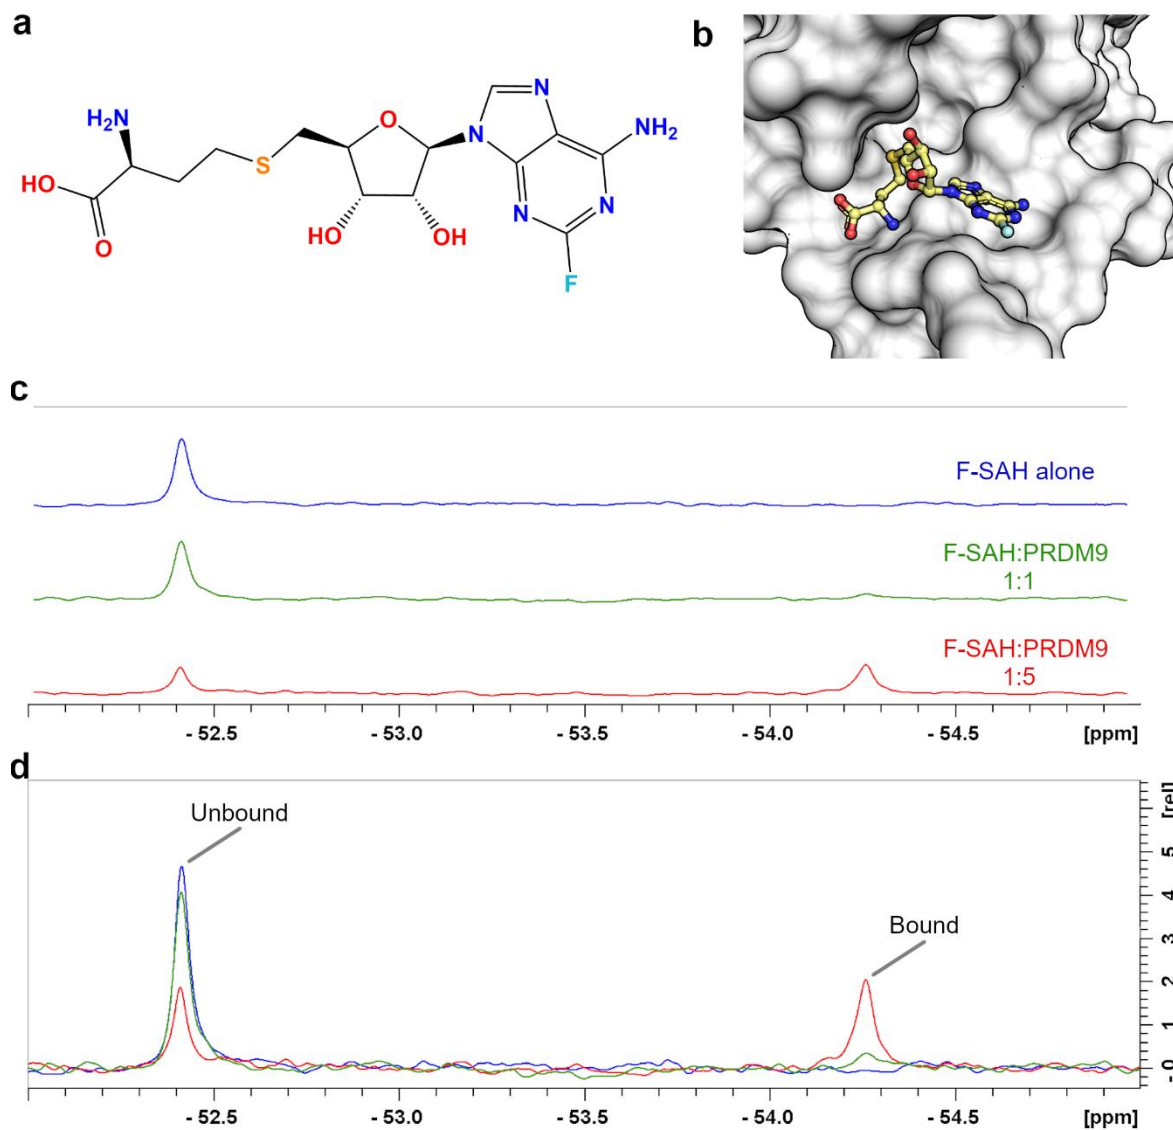 a
b
H₂N
HO
O
S
O
HO
OH
N
N
N
N
NH₂
F
c
F-SAH alone
F-SAH:PRDM9
1:1
F-SAH:PRDM9
1:5
- 52.5 - 53.0 - 53.5 - 54.0 - 54.5 [ppm]
d
Unbound
Bound
[rel]
5
4
3
2
1
- 0
- 52.5 - 53.0 - 53.5 - 54.0 - 54.5 [ppm]